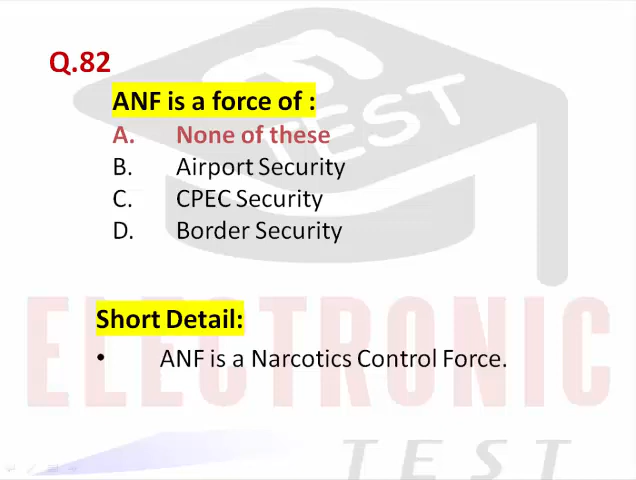 Q.82
ANF is a force of :
A. None of these
B. Airport Security
C. CPEC Security
D. Border Security
Short Detail:
• ANF is a Narcotics Control Force.
TEST
ELECTRONIC
TEST